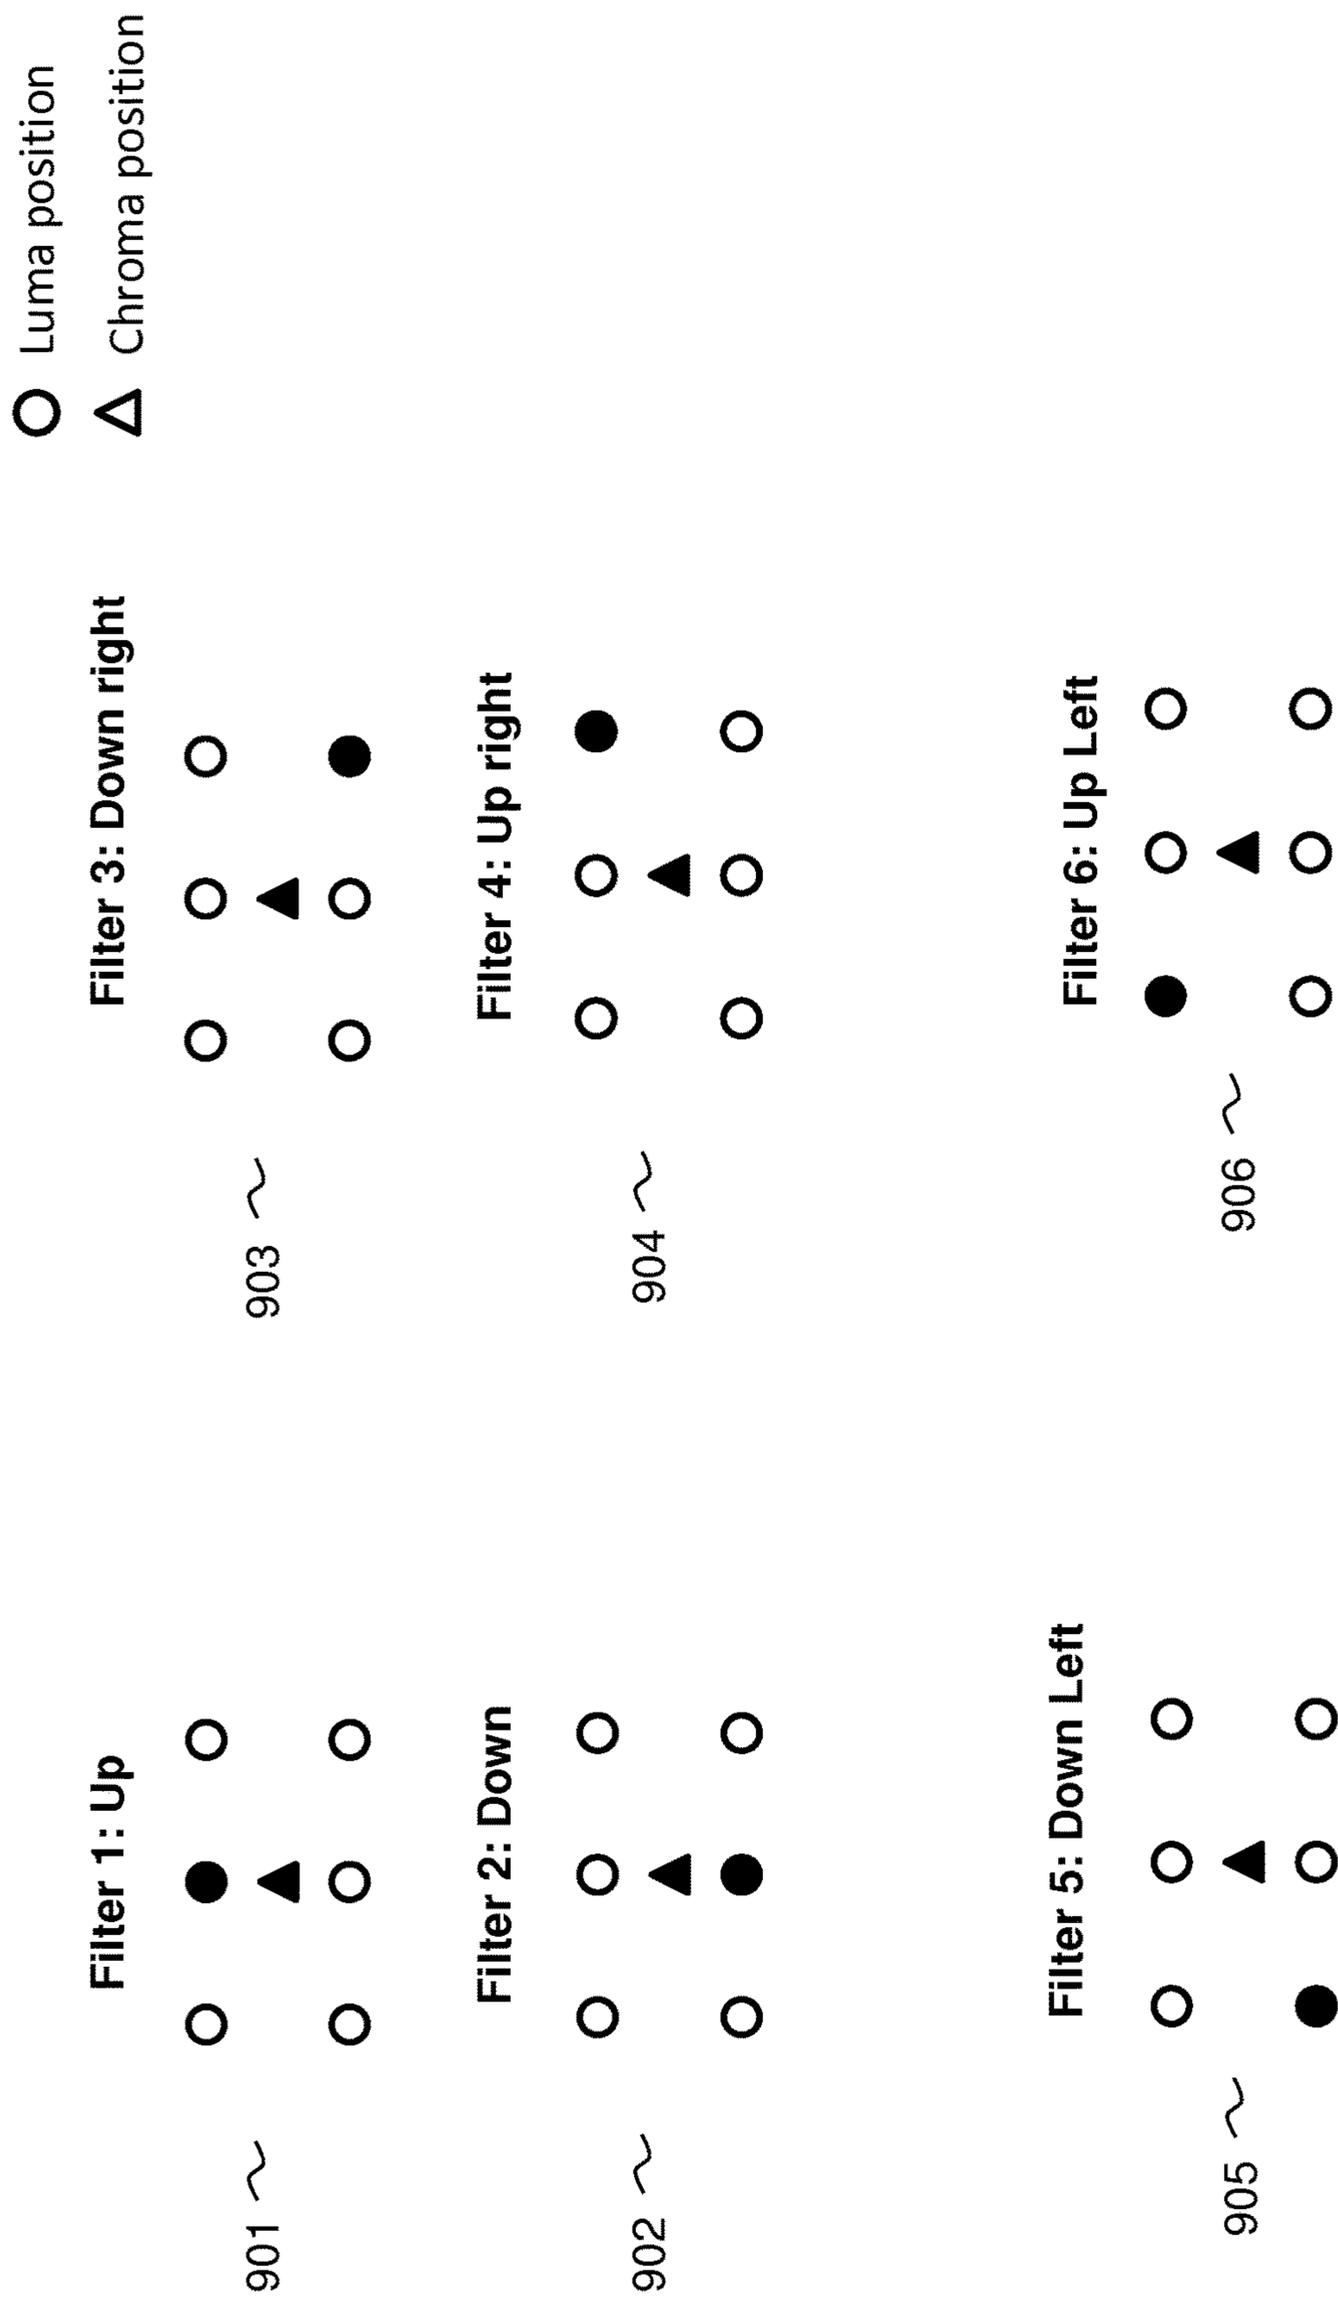 Luma position
Chroma position
Filter 1: Up
901
Filter 3: Down right
903
Filter 2: Down
902
Filter 4: Up right
904
Filter 5: Down Left
905
Filter 6: Up Left
906